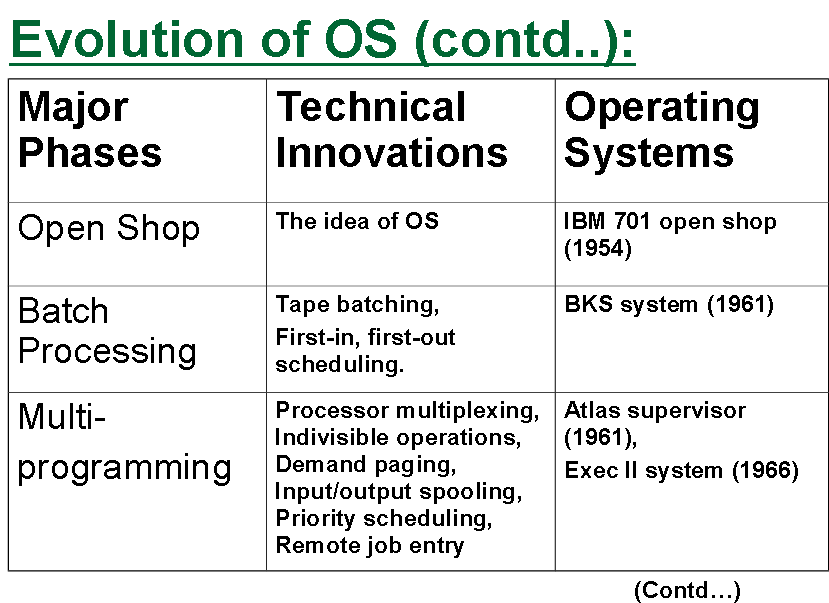 Evolution of OS (contd..):
Major
Phases
Technical
Innovations
Operating
Systems
Open Shop
The idea of OS
IBM 701 open shop
(1954)
Batch
Processing
Tape batching,
First-in, first-out
scheduling.
BKS system (1961)
Multi-
programming
Processor multiplexing,
Indivisible operations,
Demand paging,
Input/output spooling,
Priority scheduling,
Remote job entry
Atlas supervisor
(1961),
Exec II system (1966)
(Contd…)